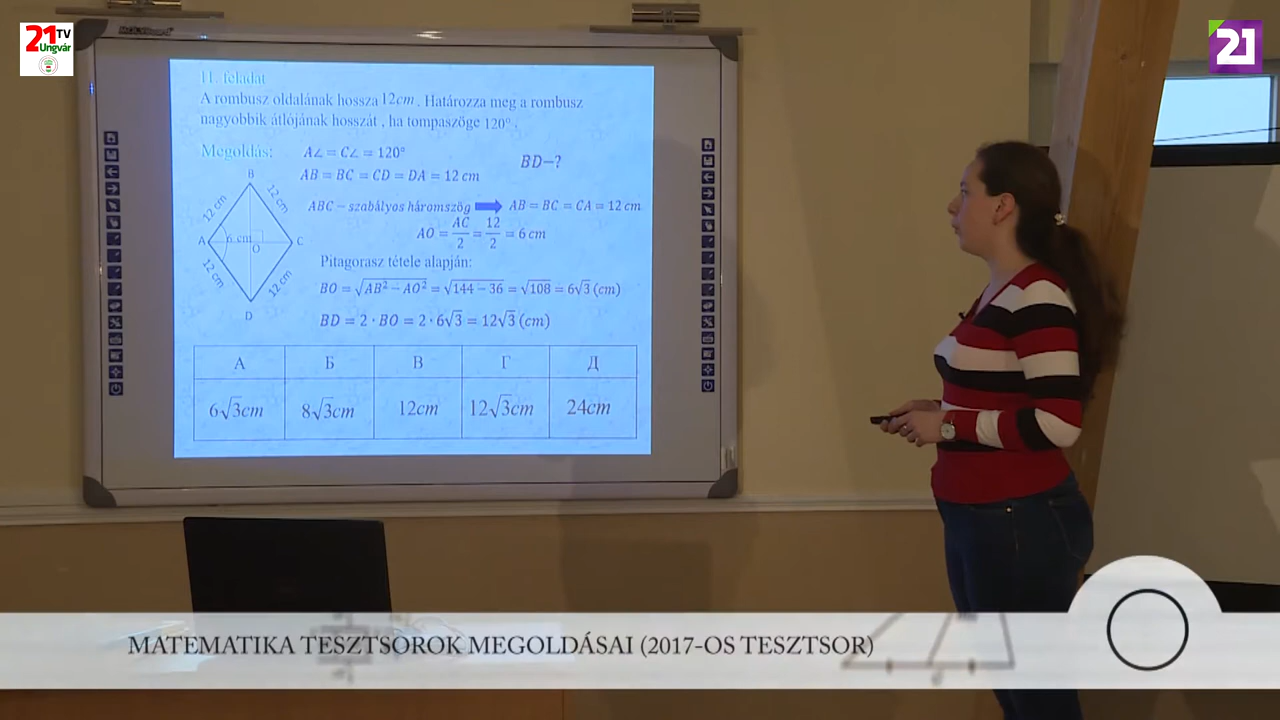 21 TV
Ungvár
21
11. feladat
A rombusz oldalának hossza 12cm. Határozza meg a rombusz
nagyobbik átlójának hosszát , ha tompaszöge 120°.
Megoldás: A∠ = C∠ = 120° BD−?
AB = BC = CD = DA = 12 cm
ABC − szabályos háromszög ➡ AB = BC = CA = 12 cm
AO = AC/2 = 12/2 = 6 cm
Pitagorasz tétele alapján:
BO = √(AB² − AO²) = √(144 − 36) = √108 = 6√3 (cm)
BD = 2 · BO = 2 · 6√3 = 12√3 (cm)
B
12 cm 12 cm
A 6 cm O C
12 cm 12 cm
D
А Б В Г Д
6√3cm 8√3cm 12cm 12√3cm 24cm
MATEMATIKA TESZTSOROK MEGOLDÁSAI (2017-OS TESZTSOR)